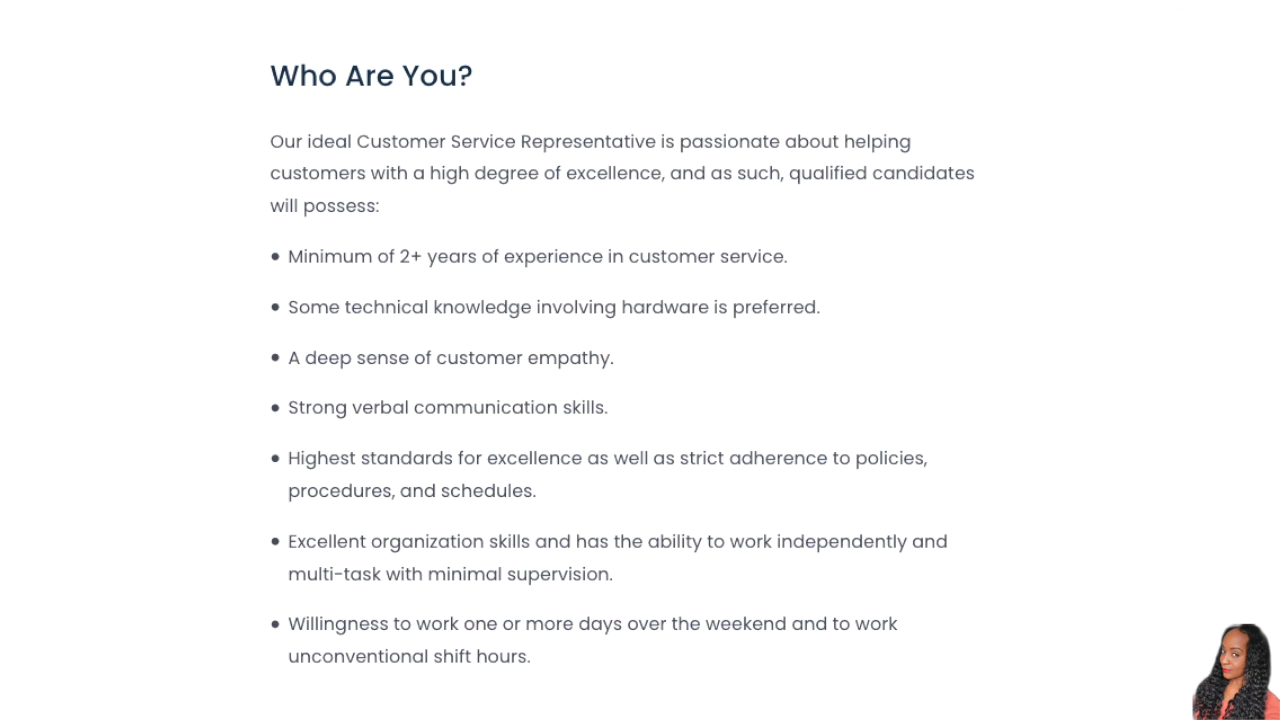 Who Are You?
Our ideal Customer Service Representative is passionate about helping
customers with a high degree of excellence, and as such, qualified candidates
will possess:
• Minimum of 2+ years of experience in customer service.
• Some technical knowledge involving hardware is preferred.
• A deep sense of customer empathy.
• Strong verbal communication skills.
• Highest standards for excellence as well as strict adherence to policies,
procedures, and schedules.
• Excellent organization skills and has the ability to work independently and
multi-task with minimal supervision.
• Willingness to work one or more days over the weekend and to work
unconventional shift hours.